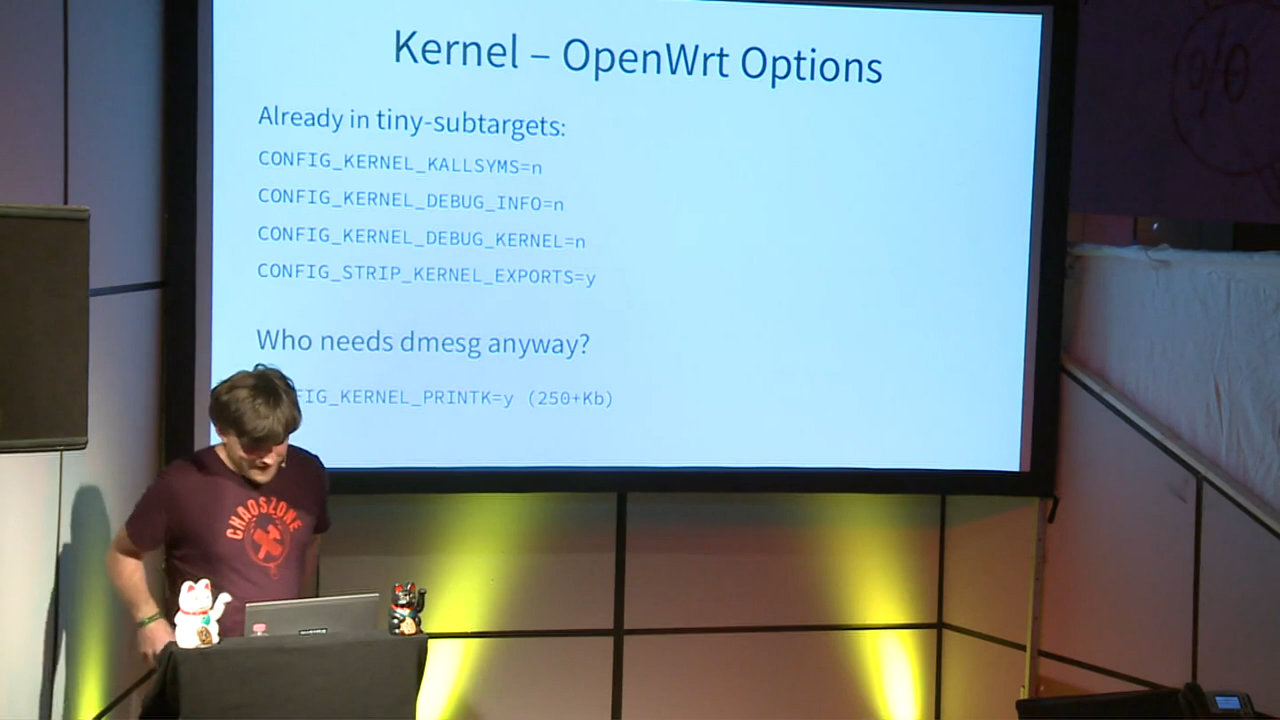 Kernel – OpenWrt Options
Already in tiny-subtargets:
CONFIG_KERNEL_KALLSYMS=n
CONFIG_KERNEL_DEBUG_INFO=n
CONFIG_KERNEL_DEBUG_KERNEL=n
CONFIG_STRIP_KERNEL_EXPORTS=y
Who needs dmesg anyway?
FIG_KERNEL_PRINTK=y (250+Kb)
CHAOSZONE